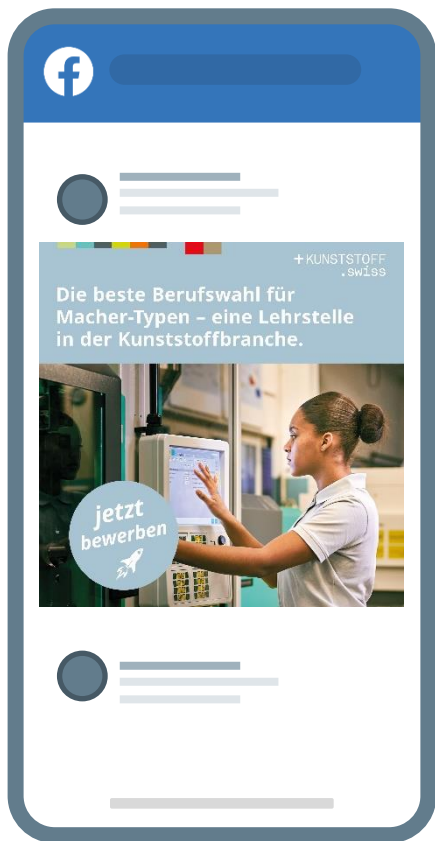 +KUNSTSTOFF
.swiss
Die beste Berufswahl für
Macher-Typen – eine Lehrstelle
in der Kunststoffbranche.
jetzt
bewerben